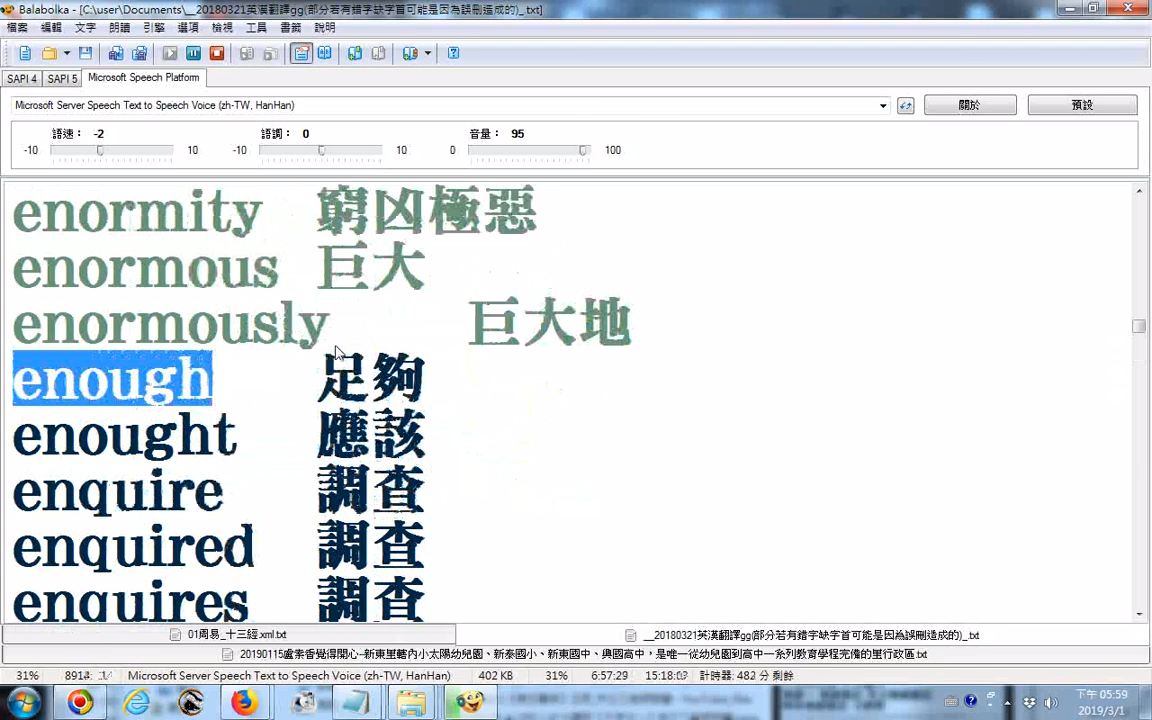 Balabolka - [C:\user\Documents\__20180321英漢翻譯gg(部分若有錯字缺字首可能是因為誤刪造成的)_.txt]
檔案 編輯 文字 朗讀 引擎 選項 檢視 工具 書籤 說明
SAPI 4 SAPI 5 Microsoft Speech Platform
Microsoft Server Speech Text to Speech Voice (zh-TW, HanHan) 關於 預設
語速： -2 語調： 0 音量： 95
-10 10 -10 10 0 100
enormity 窮凶極惡
enormous 巨大
enormously 巨大地
enough 足夠
enought 應該
enquire 調查
enquired 調查
enquires 調查
01周易_十三經.xml.txt __20180321英漢翻譯gg(部分若有錯字缺字首可能是因為誤刪造成的)_.txt
20190115盧素香覺得開心-新東里轄內小太陽幼兒園、新泰國小、新東國中、興國高中，是唯一從幼兒園到高中一系列教育學程完備的里行政區.txt
31% Microsoft Server Speech Text to Speech Voice (zh-TW, HanHan) 402 KB 31% 6:57:29 計時器: 482 分 剩餘
下午 05:59
2019/3/1